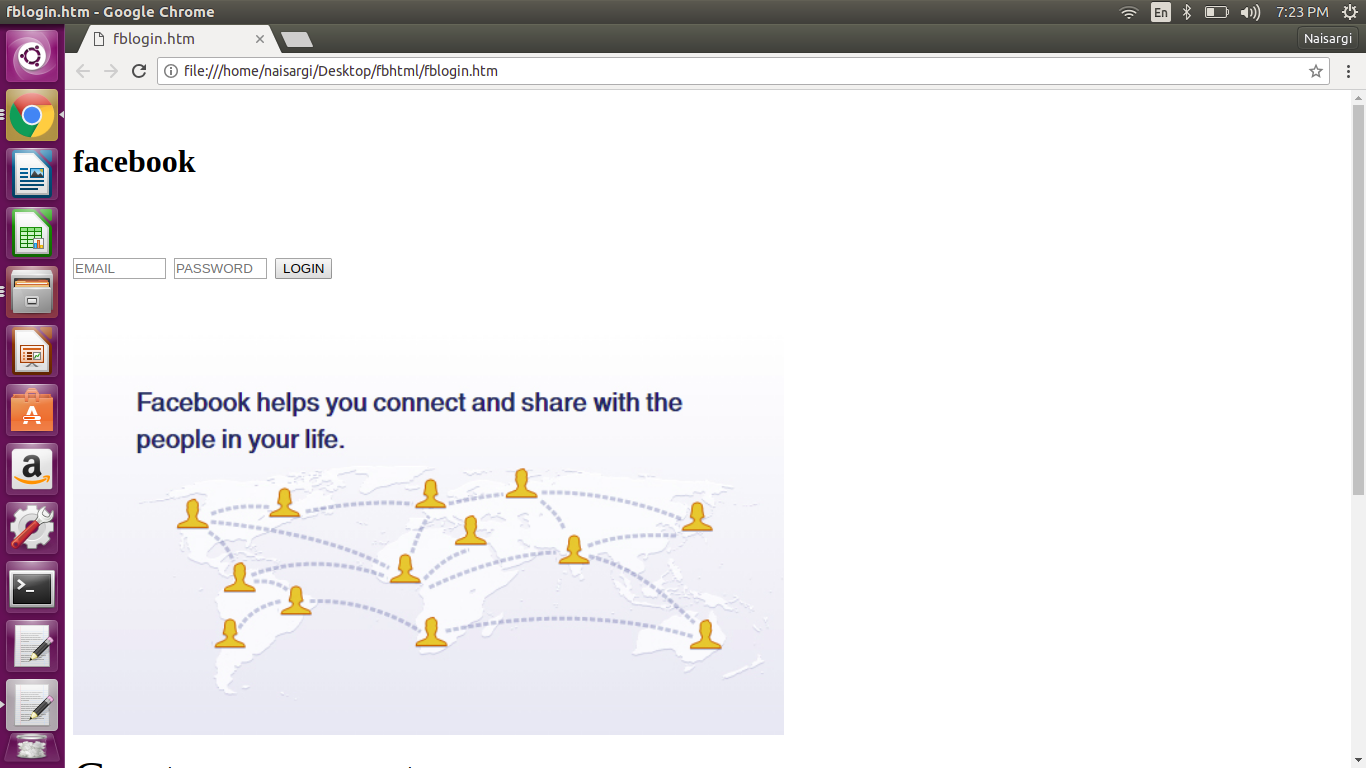 fblogin.htm - Google Chrome
En
7:23 PM
fblogin.htm
Naisargi
file:///home/naisargi/Desktop/fbhtml/fblogin.htm
facebook
EMAIL
PASSWORD
LOGIN
Facebook helps you connect and share with the
people in your life.